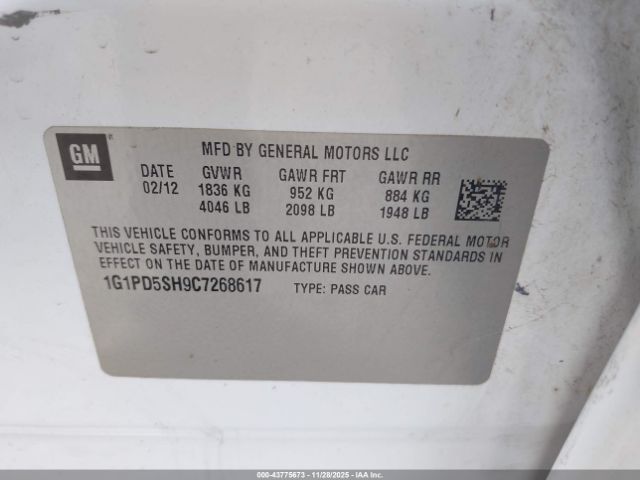 GM
MFD BY GENERAL MOTORS LLC
DATE GVWR GAWR FRT GAWR RR
02/12 1836 KG 952 KG 884 KG
4046 LB 2098 LB 1948 LB
THIS VEHICLE CONFORMS TO ALL APPLICABLE U.S. FEDERAL MOTOR
VEHICLE SAFETY, BUMPER, AND THEFT PREVENTION STANDARDS IN
EFFECT ON THE DATE OF MANUFACTURE SHOWN ABOVE.
1G1PD5SH9C7268617 TYPE: PASS CAR
000-43775673 - 11/28/2025 - IAAI.COM